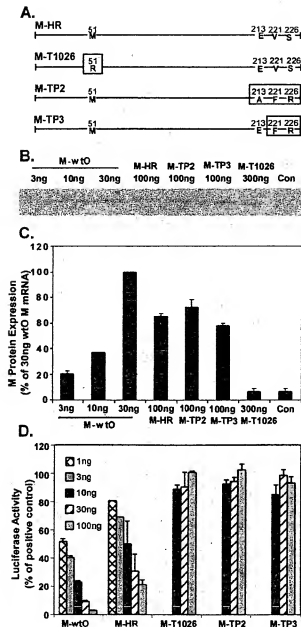 A.
M-HR 51 M 213 221 226 E V S
M-T1026 51 R 213 221 226 E V S
M-TP2 51 M 213 221 226 A F R
M-TP3 51 M 213 221 226 E F R
B.
M-wtO M-HR M-TP2 M-TP3 M-T1026
3ng 10ng 30ng 100ng 100ng 100ng 300ng Con
C.
M Protein Expression
(% of 30ng wtO M mRNA)
120
100
80
60
40
20
0
3ng 10ng 30ng 100ng 100ng 100ng 300ng Con
M-wtO M-HR M-TP2 M-TP3 M-T1026
D.
Luciferase Activity
(% of positive control)
120
100
80
60
40
20
0
1ng
3ng
10ng
30ng
100ng
M-wtO M-HR M-T1026 M-TP2 M-TP3